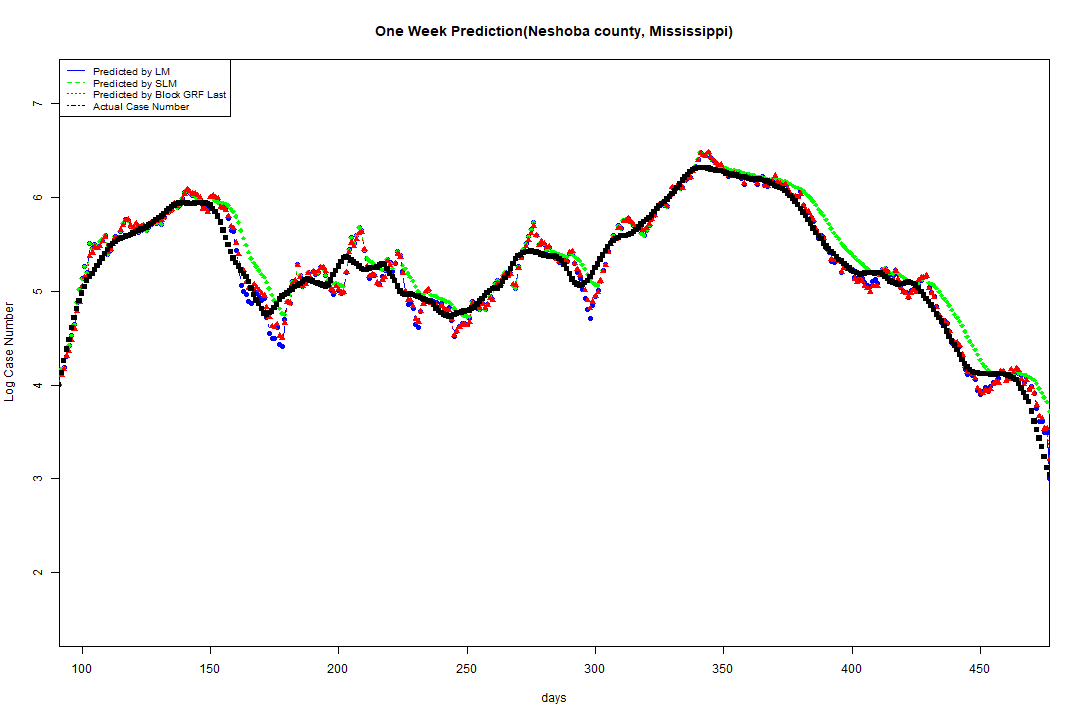 One Week Prediction(Neshoba county, Mississippi)
Predicted by LM
Predicted by SLM
Predicted by Block GRF Last
Actual Case Number
7
6
5
4
3
2
Log Case Number
100 150 200 250 300 350 400 450
days